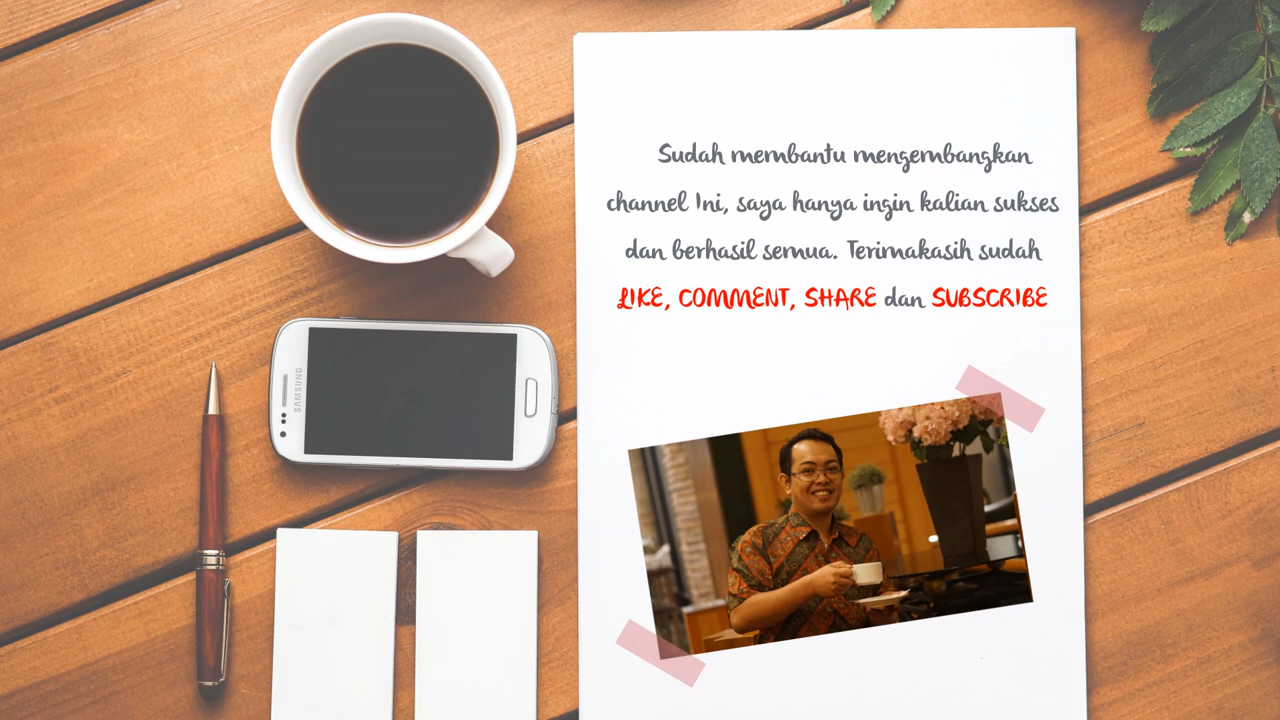 Sudah membantu mengembangkan
channel Ini, saya hanya ingin kalian sukses
dan berhasil semua. Terimakasih sudah
LIKE, COMMENT, SHARE dan SUBSCRIBE
SAMSUNG